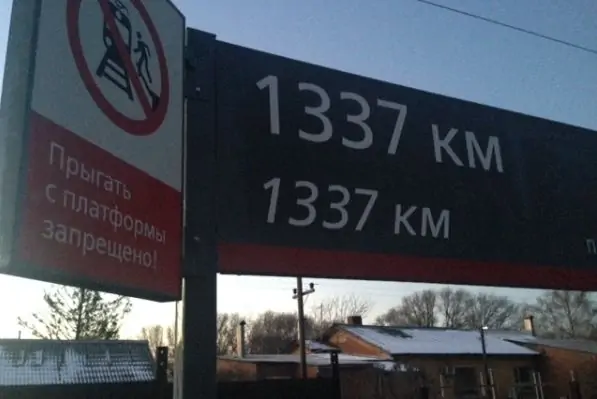 Прыгать
с платформы
запрещено!
1337 км
1337 км